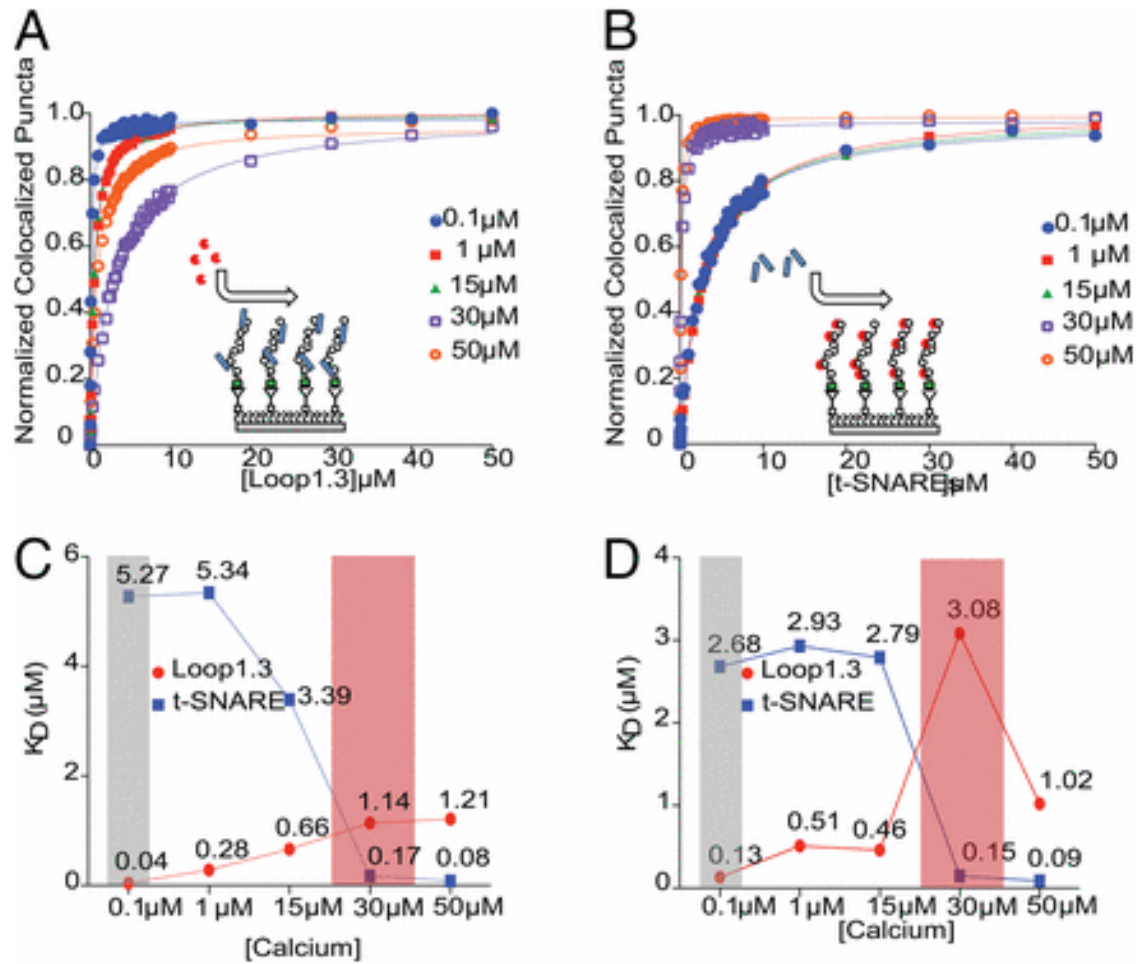 A
Normalized Colocalized Puncta
1.0
0.8
0.6
0.4
0.2
0
0 10 20 30 40 50
[Loop1.3]µM
0.1µM
1 µM
15µM
30µM
50µM
B
Normalized Colocalized Puncta
1.0
0.8
0.6
0.4
0.2
0
0 10 20 30 40 50
[t-SNAREs]µM
0.1µM
1 µM
15µM
30µM
50µM
C
KD (µM)
6
4
2
0
5.27
5.34
3.39
1.14
1.21
0.04
0.28
0.66
0.17
0.08
Loop1.3
t-SNARE
0.1µM 1µM 15µM 30µM 50µM
[Calcium]
D
KD (µM)
4
3
2
1
0
2.68
2.93
2.79
3.08
1.02
0.13
0.51
0.46
0.15
0.09
Loop1.3
t-SNARE
0.1µM 1µM 15µM 30µM 50µM
[Calcium]